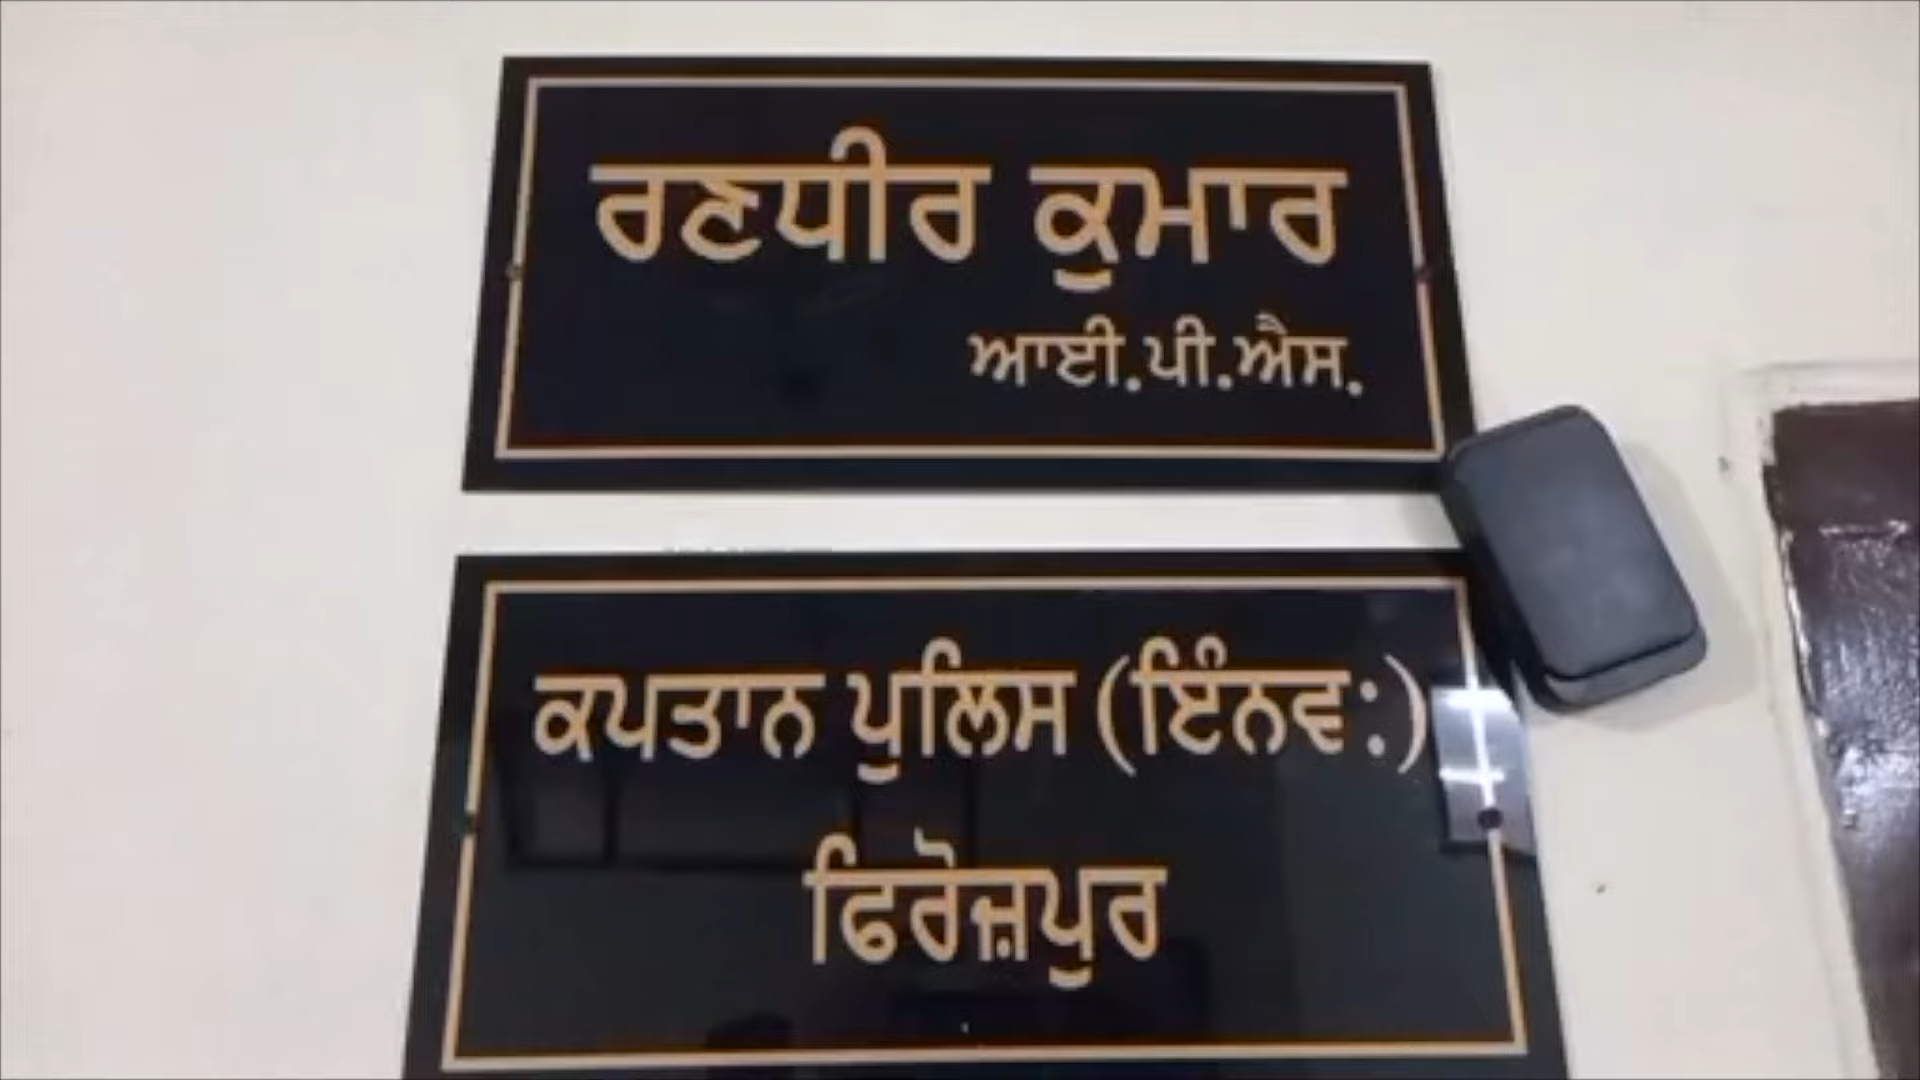 ਰਣਧੀਰ ਕੁਮਾਰ
ਆਈ.ਪੀ.ਐਸ.
ਕਪਤਾਨ ਪੁਲਿਸ (ਇੰਨਵ:)
ਫਿਰੋਜ਼ਪੁਰ